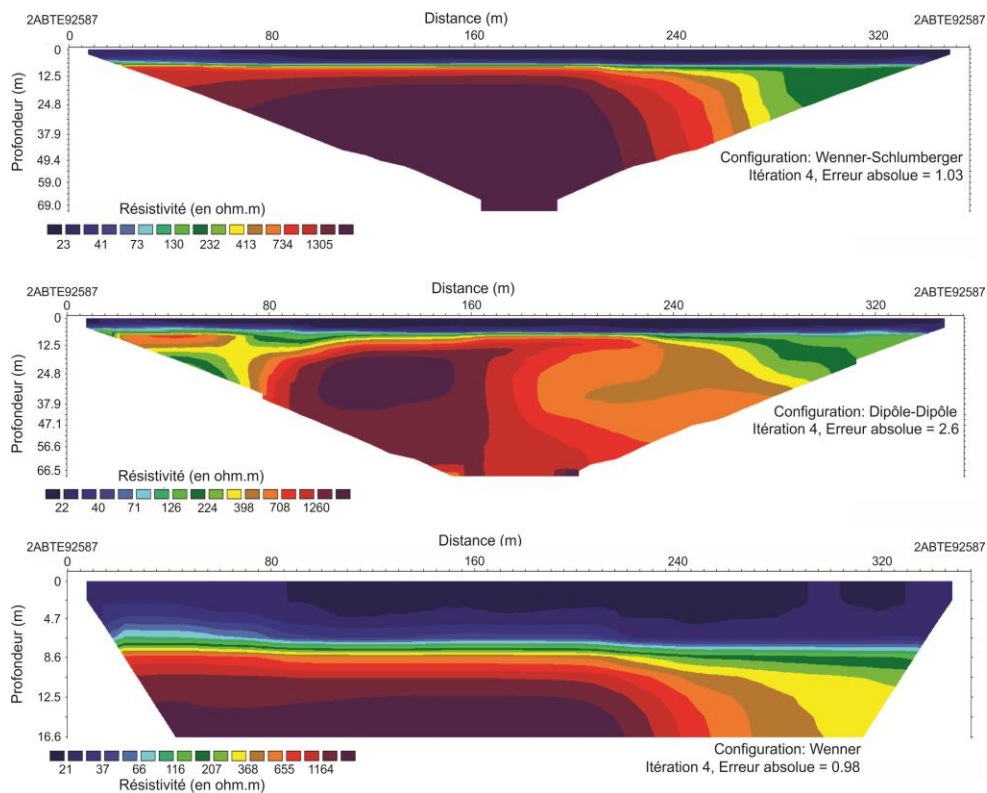 Distance (m)
2ABTE92587 2ABTE92587
0 80 160 240 320
Profondeur (m)
0
12.5
24.8
37.9
49.4
59.0
69.0
Configuration: Wenner-Schlumberger
Itération 4, Erreur absolue = 1.03
Résistivité (en ohm.m)
23 41 73 130 232 413 734 1305
Distance (m)
2ABTE92587 2ABTE92587
0 80 160 240 320
Profondeur (m)
0
12.5
24.8
37.9
47.1
56.6
66.5
Configuration: Dipôle-Dipôle
Itération 4, Erreur absolue = 2.6
Résistivité (en ohm.m)
22 40 71 126 224 398 708 1260
Distance (m)
2ABTE92587 2ABTE92587
0 80 160 240 320
Profondeur (m)
0
4.7
8.6
12.5
16.6
Configuration: Wenner
Itération 4, Erreur absolue = 0.98
21 37 66 116 207 368 655 1164
Résistivité (en ohm.m)